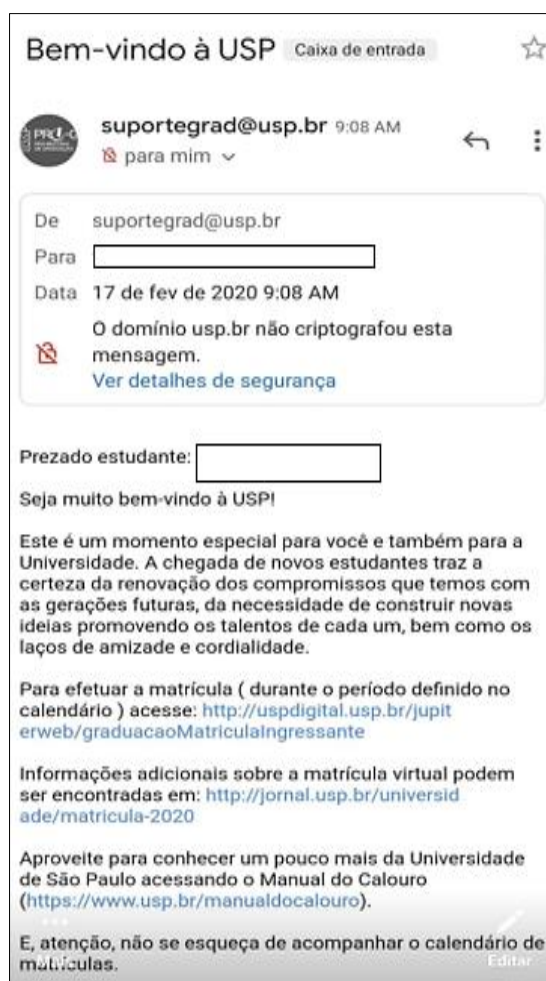 Bem-vindo à USP Caixa de entrada
suportegrad@usp.br 9:08 AM
para mim
De suportegrad@usp.br
Para
Data 17 de fev de 2020 9:08 AM
O domínio usp.br não criptografou esta
mensagem.
Ver detalhes de segurança
Prezado estudante:
Seja muito bem-vindo à USP!
Este é um momento especial para você e também para a
Universidade. A chegada de novos estudantes traz a
certeza da renovação dos compromissos que temos com
as gerações futuras, da necessidade de construir novas
ideias promovendo os talentos de cada um, bem como os
laços de amizade e cordialidade.
Para efetuar a matrícula ( durante o período definido no
calendário ) acesse: http://uspdigital.usp.br/jupit
erweb/graduacaoMatriculaIngressante
Informações adicionais sobre a matrícula virtual podem
ser encontradas em: http://jornal.usp.br/universid
ade/matricula-2020
Aproveite para conhecer um pouco mais da Universidade
de São Paulo acessando o Manual do Calouro
(https://www.usp.br/manualdocalouro).
E, atenção, não se esqueça de acompanhar o calendário de
matrículas.
Editar